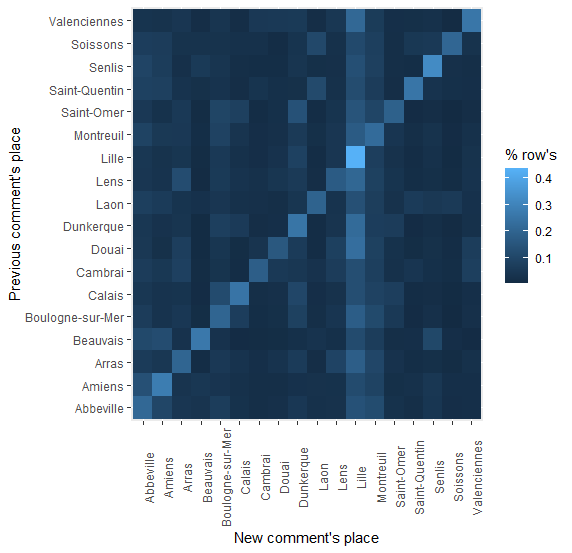 Previous comment's place
Valenciennes
Soissons
Senlis
Saint-Quentin
Saint-Omer
Montreuil
Lille
Lens
Laon
Dunkerque
Douai
Cambrai
Calais
Boulogne-sur-Mer
Beauvais
Arras
Amiens
Abbeville
Abbeville
Amiens
Arras
Beauvais
Boulogne-sur-Mer
Calais
Cambrai
Douai
Dunkerque
Laon
Lens
Lille
Montreuil
Saint-Omer
Saint-Quentin
Senlis
Soissons
Valenciennes
New comment's place
% row's
0.4
0.3
0.2
0.1